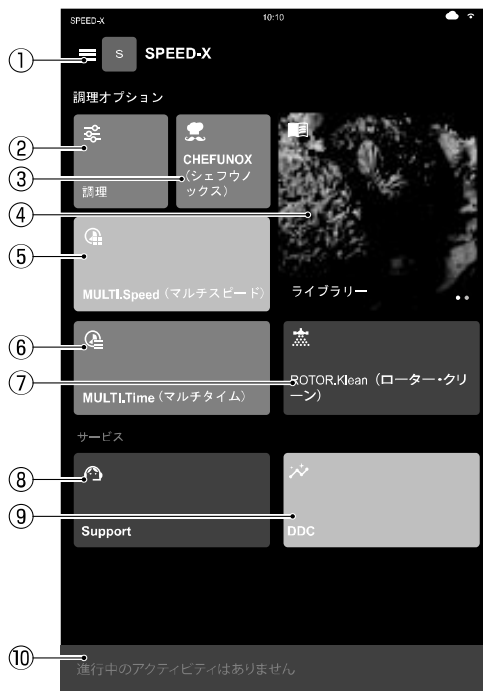 SPEED-X
10:10
① S SPEED-X
調理オプション
②
③
④
調理
CHEFUNOX
(シェフウノ
ックス)
⑤
MULTI.Speed (マルチスピード)
ライブラリー
⑥
⑦
MULTI.Time (マルチタイム)
ROTOR.Klean (ローター・クリ
ーン)
サービス
⑧
⑨
Support
DDC
⑩
進行中のアクティビティはありません